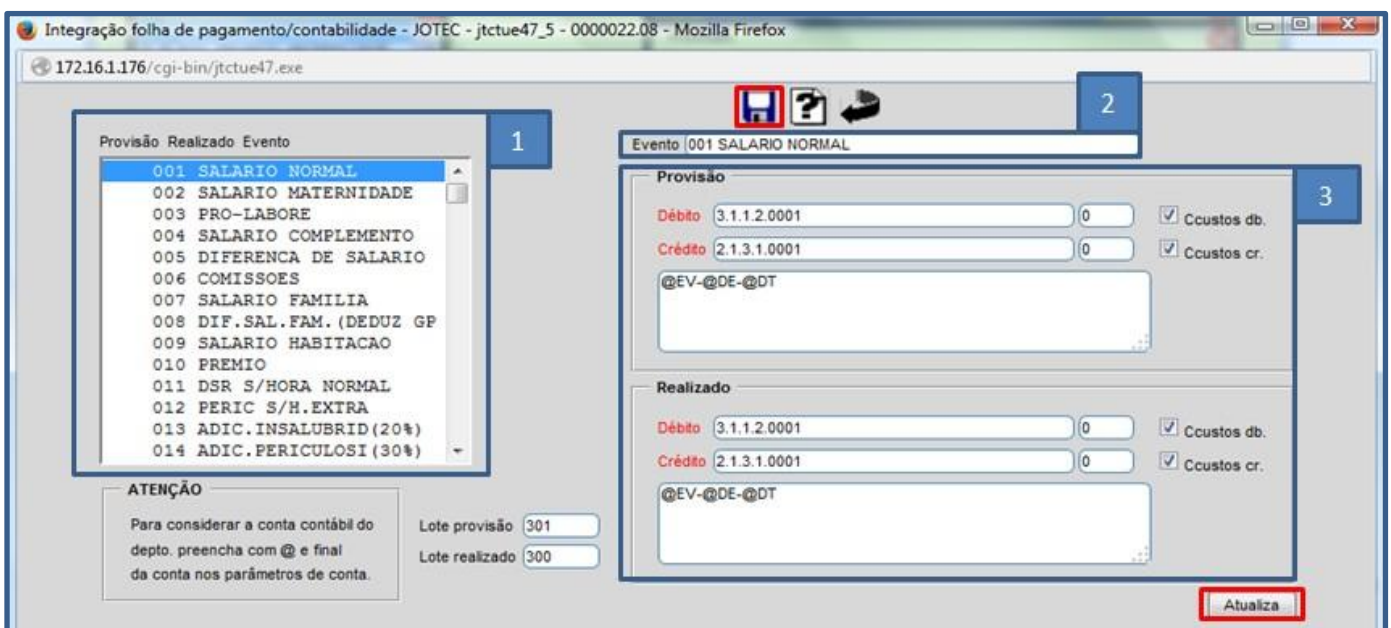 Integração folha de pagamento/contabilidade - JOTEC - jtctue47_5 - 0000022.08 - Mozilla Firefox
172.16.1.176/cgi-bin/jtctue47.exe
1
Provisão Realizado Evento
001 SALARIO NORMAL
002 SALARIO MATERNIDADE
003 PRO-LABORE
004 SALARIO COMPLEMENTO
005 DIFERENCA DE SALARIO
006 COMISSOES
007 SALARIO FAMILIA
008 DIF.SAL.FAM.(DEDUZ GP
009 SALARIO HABITACAO
010 PREMIO
011 DSR S/HORA NORMAL
012 PERIC S/H.EXTRA
013 ADIC.INSALUBRID(20%)
014 ADIC.PERICULOSI(30%)
ATENÇÃO
Para considerar a conta contábil do
depto. preencha com @ e final
da conta nos parâmetros de conta.
Lote provisão 301
Lote realizado 300
2
Evento 001 SALARIO NORMAL
3
Provisão
Débito 3.1.1.2.0001 0 Ccustos db.
Crédito 2.1.3.1.0001 0 Ccustos cr.
@EV-@DE-@DT
Realizado
Débito 3.1.1.2.0001 0 Ccustos db.
Crédito 2.1.3.1.0001 0 Ccustos cr.
@EV-@DE-@DT
Atualiza